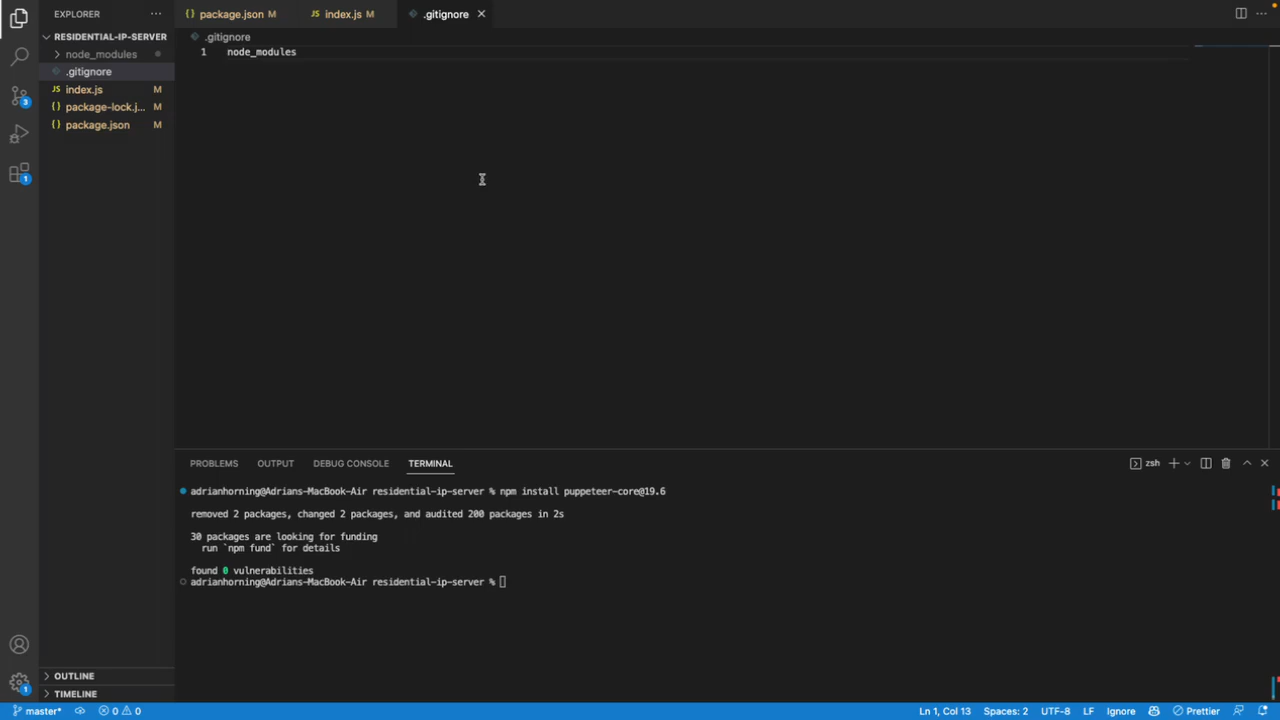 EXPLORER
RESIDENTIAL-IP-SERVER
node_modules
.gitignore
JS index.js M
{} package-lock.j... M
{} package.json M
3
1
OUTLINE
TIMELINE
1
{} package.json M
JS index.js M
.gitignore
.gitignore
1 node_modules
PROBLEMS OUTPUT DEBUG CONSOLE TERMINAL
zsh
adrianhorning@Adrians-MacBook-Air residential-ip-server % npm install puppeteer-core@19.6
removed 2 packages, changed 2 packages, and audited 200 packages in 2s
30 packages are looking for funding
run `npm fund` for details
found 0 vulnerabilities
adrianhorning@Adrians-MacBook-Air residential-ip-server %
master* 0 0 Ln 1, Col 13 Spaces: 2 UTF-8 LF Ignore Prettier